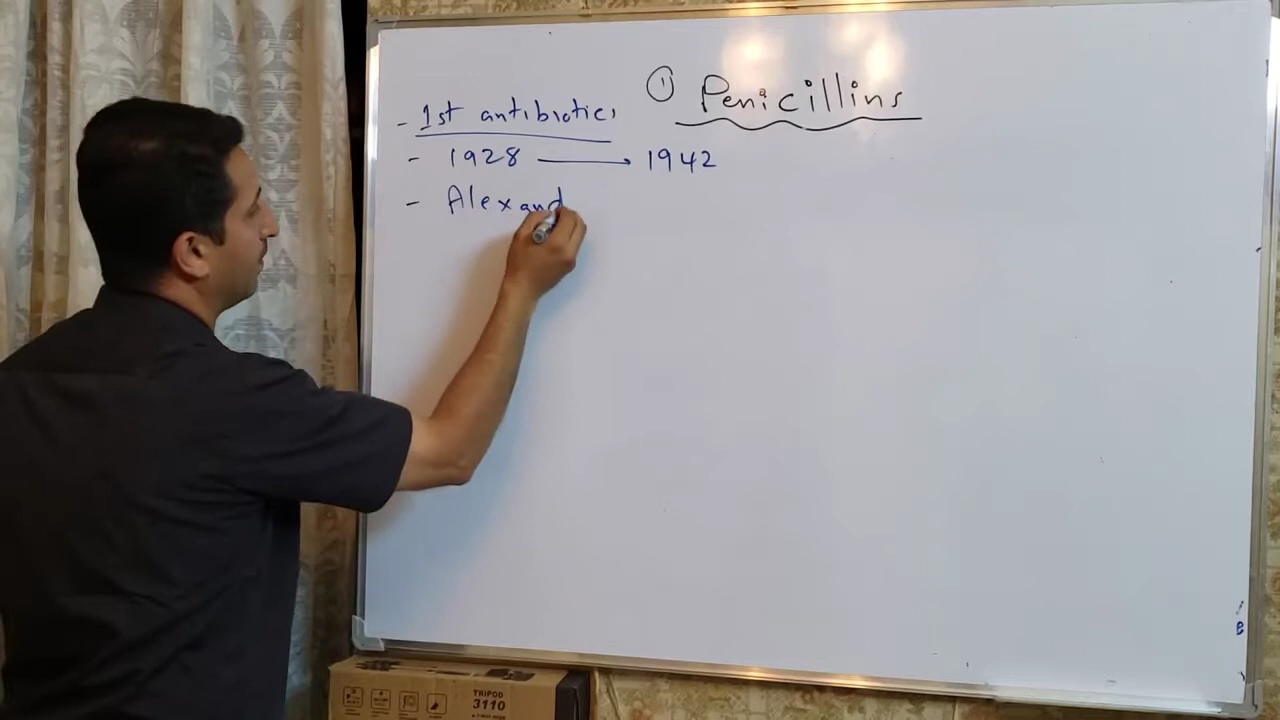 ① Penicillins
- 1st antibiotics
- 1928 → 1942
- Alexand
TRIPOD
3110
B